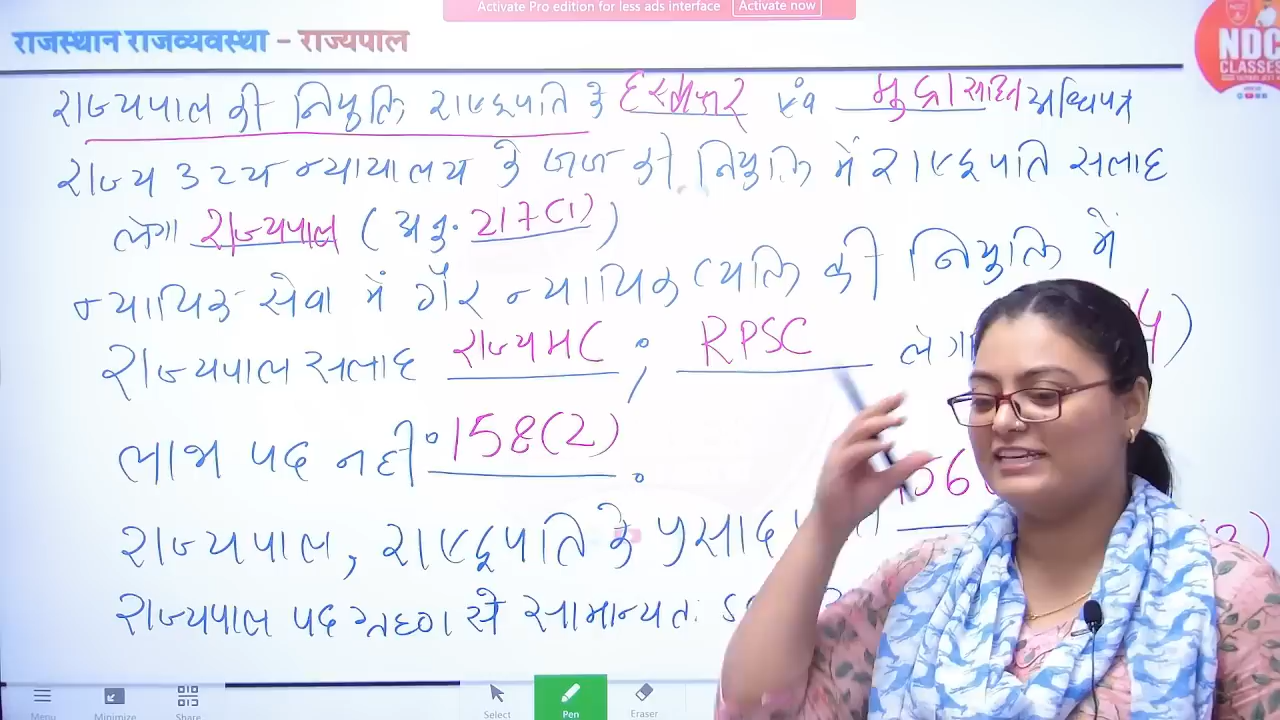 Activate Pro edition for less ads interface Activate now
राजस्थान राजव्यवस्था – राज्यपाल
NDC
CLASSES
राज्यपाल की नियुक्ति राष्ट्रपति के हस्ताक्षर एवं मुद्रा सहित अधिपत्र
राज्य उच्च न्यायालय के जज की नियुक्ति में राष्ट्रपति सलाह
लेगा राज्यपाल (अनु. 217(1))
न्यायिक सेवा में गैर न्यायिक व्यक्ति की नियुक्ति में
राज्यपाल सलाह राज्य HC ; RPSC लेगा
लाभ पद नहीं 158(2)
राज्यपाल, राष्ट्रपति के प्रसाद
राज्यपाल पद ग्रहण से सामान्यतः
Menu Minimize Share Select Pen Eraser